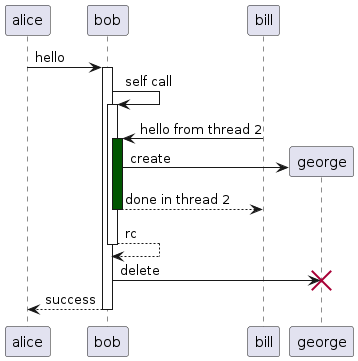 alice bob bill
hello
self call
hello from thread 2
create
george
done in thread 2
rc
delete
success
alice bob bill george